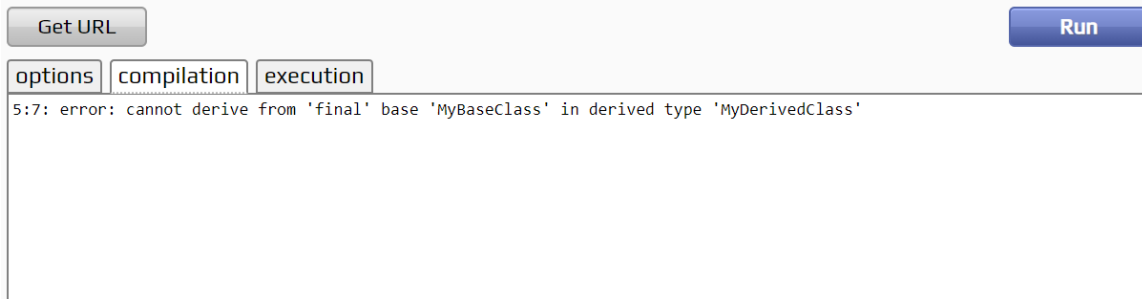 Get URL Run
options compilation execution
5:7: error: cannot derive from 'final' base 'MyBaseClass' in derived type 'MyDerivedClass'